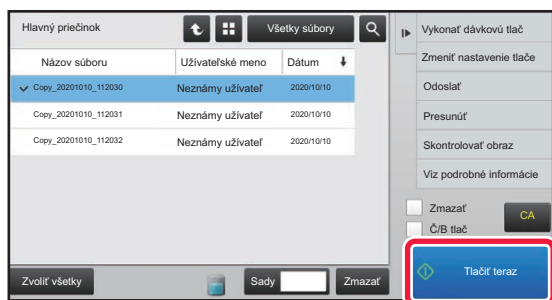 Hlavný priečinok
Všetky súbory
Názov súboru Užívateľské meno Dátum
Copy_20201010_112030 Neznámy užívateľ 2020/10/10
Copy_20201010_112031 Neznámy užívateľ 2020/10/10
Copy_20201010_112032 Neznámy užívateľ 2020/10/10
Zvoliť všetky
Sady
Zmazať
Vykonať dávkovú tlač
Zmeniť nastavenie tlače
Odoslať
Presunúť
Skontrolovať obraz
Viz podrobné informácie
Zmazať
Č/B tlač
CA
Tlačiť teraz